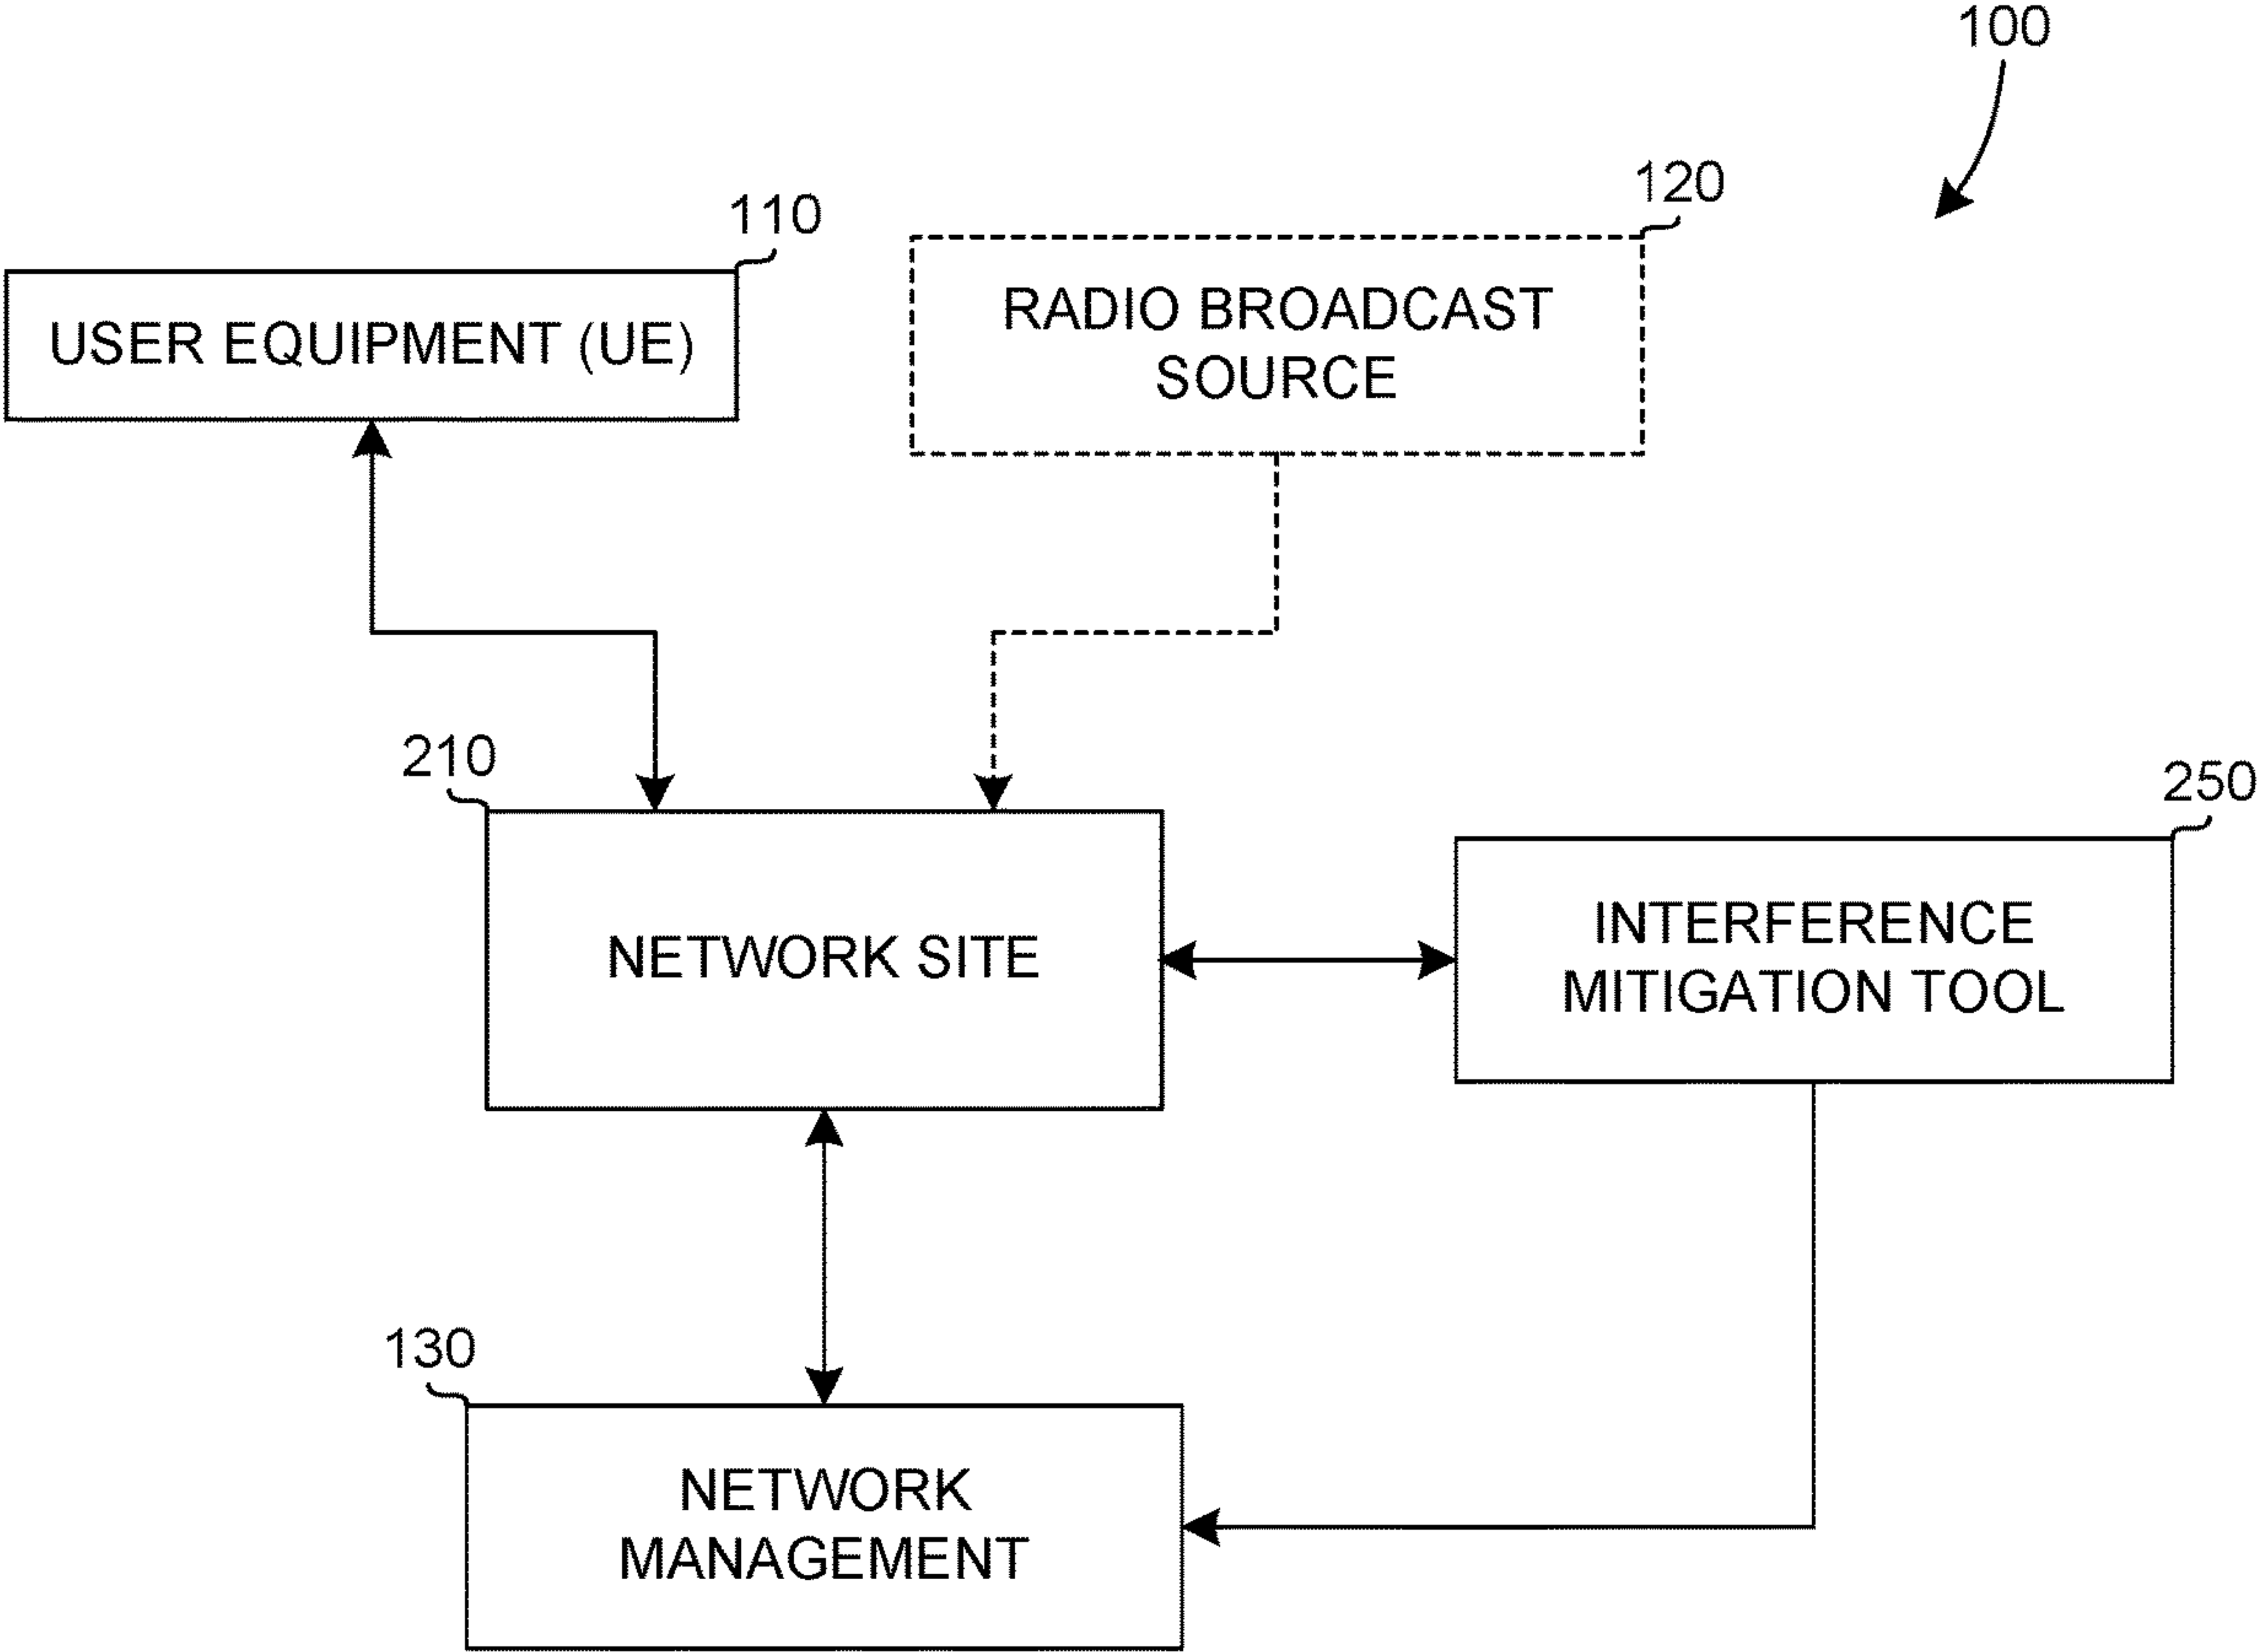 100
120
110
RADIO BROADCAST
SOURCE
USER EQUIPMENT (UE)
210
250
NETWORK SITE
INTERFERENCE
MITIGATION TOOL
130
NETWORK
MANAGEMENT